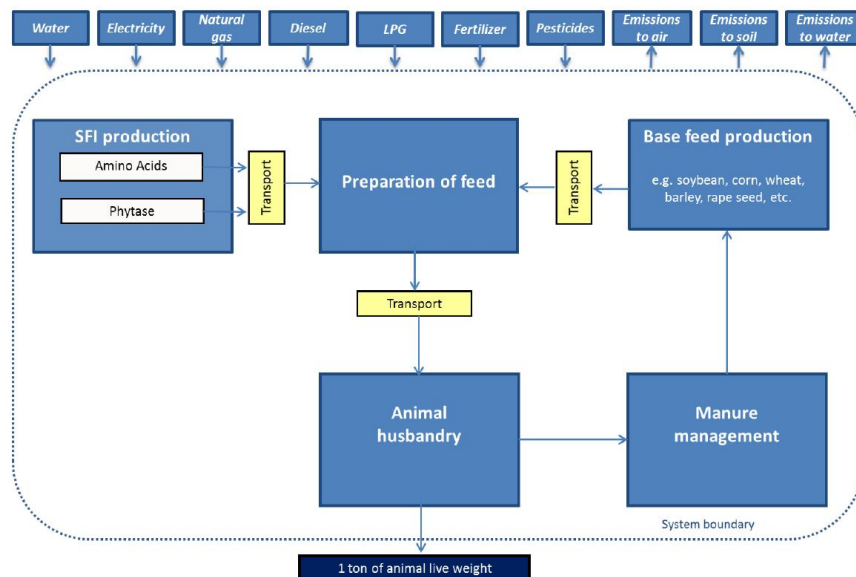 Water
Electricity
Natural
gas
Diesel
LPG
Fertilizer
Pesticides
Emissions
to air
Emissions
to soil
Emissions
to water
SFI production
Amino Acids
Phytase
Transport
Preparation of feed
Transport
Base feed production
e.g. soybean, corn, wheat,
barley, rape seed, etc.
Transport
Animal
husbandry
Manure
management
System boundary
1 ton of animal live weight